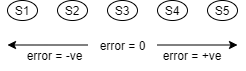 S1 S2 S3 S4 S5
error = 0
error = -ve error = +ve